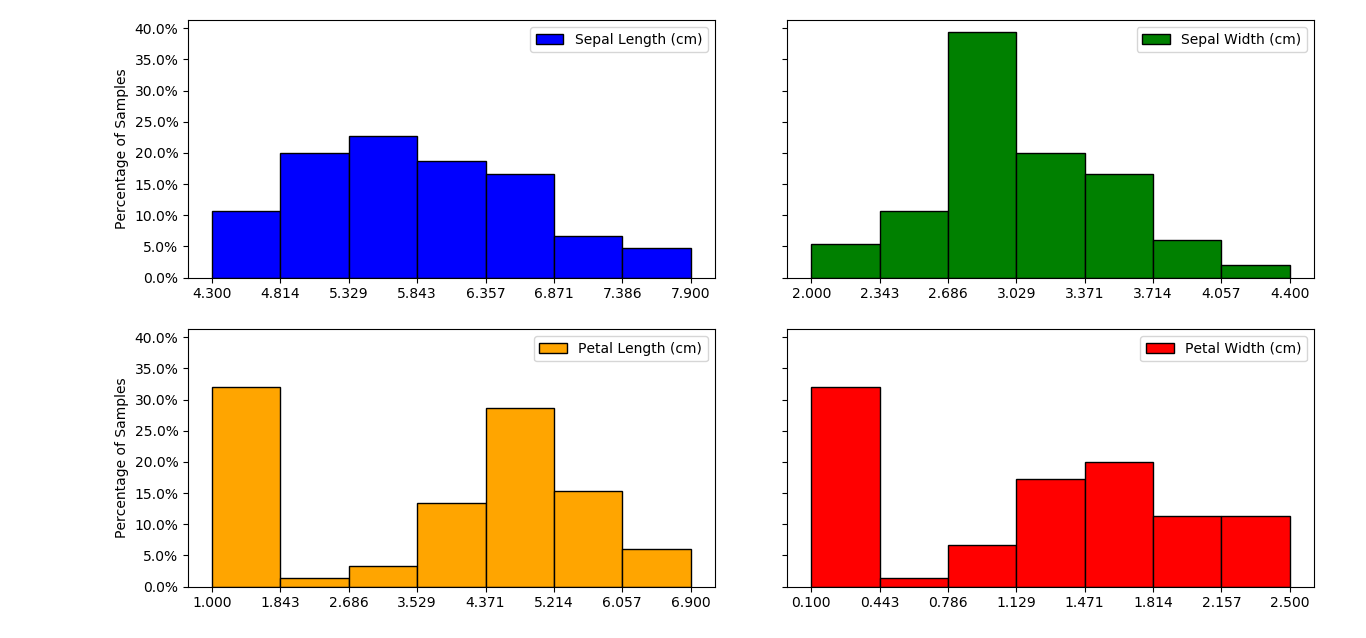 Sepal Length (cm)
Percentage of Samples
40.0%
35.0%
30.0%
25.0%
20.0%
15.0%
10.0%
5.0%
0.0%
4.300 4.814 5.329 5.843 6.357 6.871 7.386 7.900
Sepal Width (cm)
2.000 2.343 2.686 3.029 3.371 3.714 4.057 4.400
Petal Length (cm)
Percentage of Samples
40.0%
35.0%
30.0%
25.0%
20.0%
15.0%
10.0%
5.0%
0.0%
1.000 1.843 2.686 3.529 4.371 5.214 6.057 6.900
Petal Width (cm)
0.100 0.443 0.786 1.129 1.471 1.814 2.157 2.500